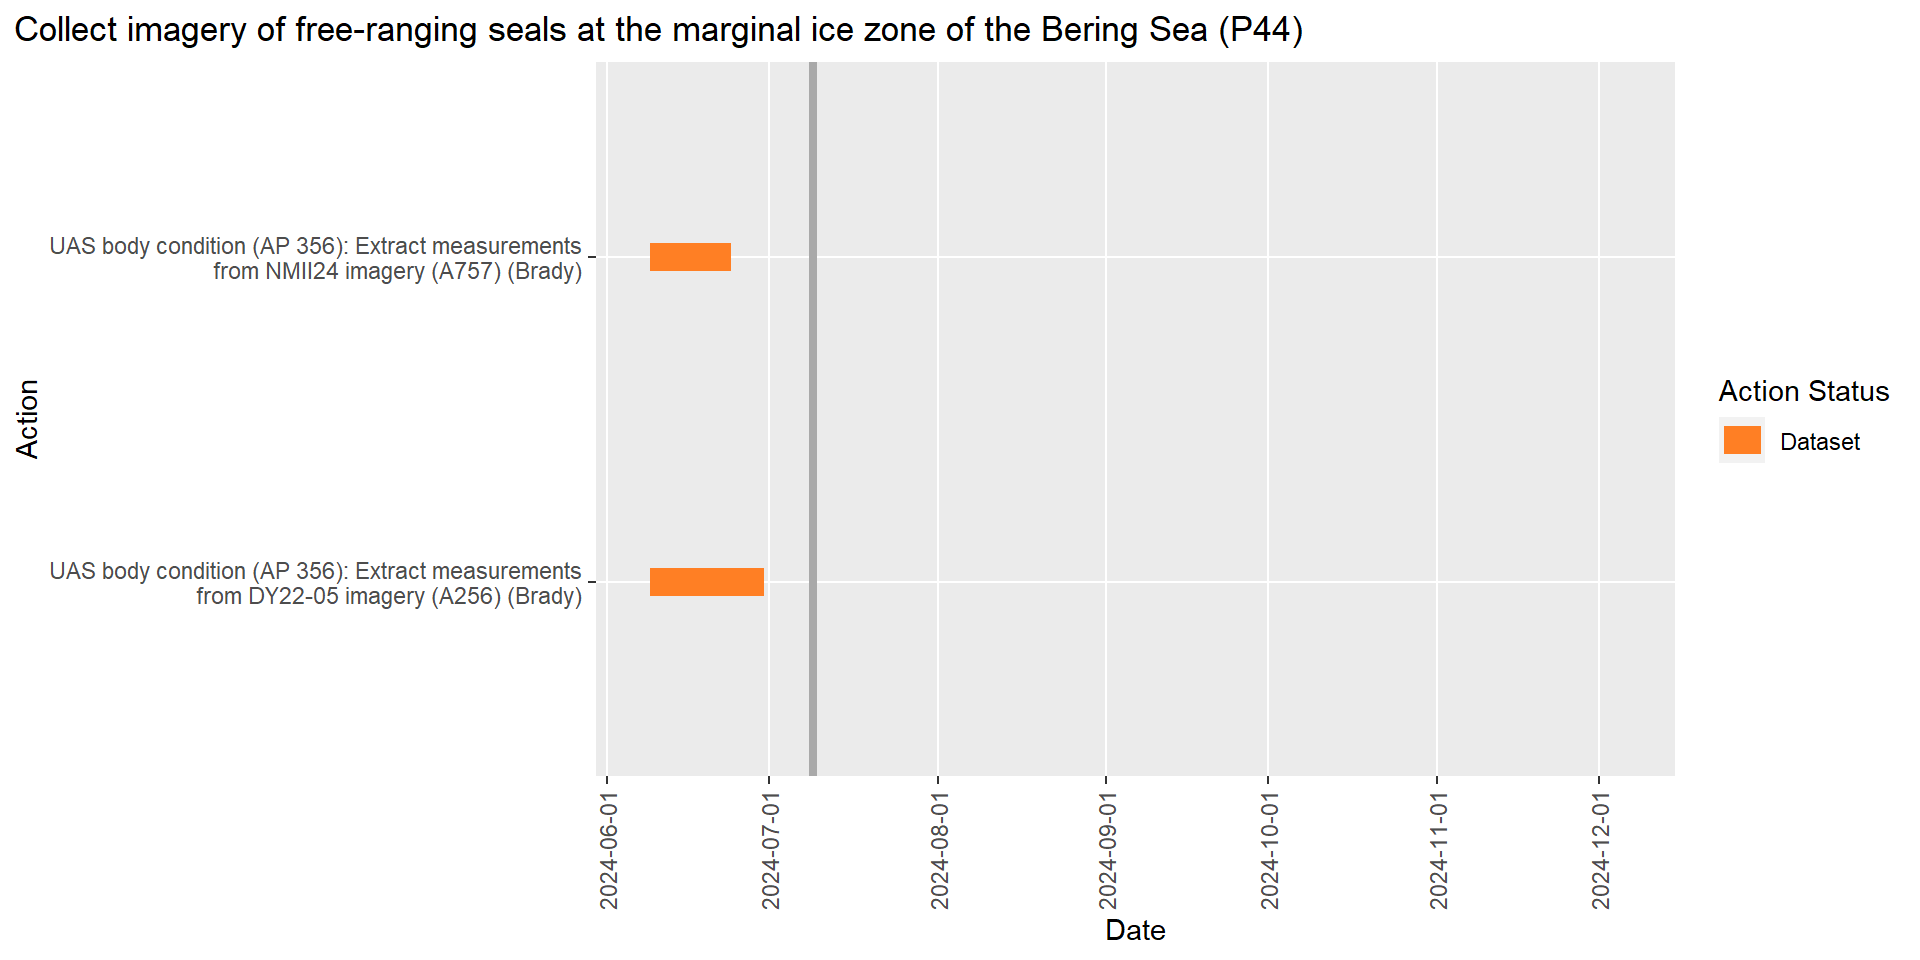 Collect imagery of free-ranging seals at the marginal ice zone of the Bering Sea (P44)
Action
UAS body condition (AP 356): Extract measurements
from NMII24 imagery (A757) (Brady)
UAS body condition (AP 356): Extract measurements
from DY22-05 imagery (A256) (Brady)
2024-06-01
2024-07-01
2024-08-01
2024-09-01
2024-10-01
2024-11-01
2024-12-01
Date
Action Status
Dataset